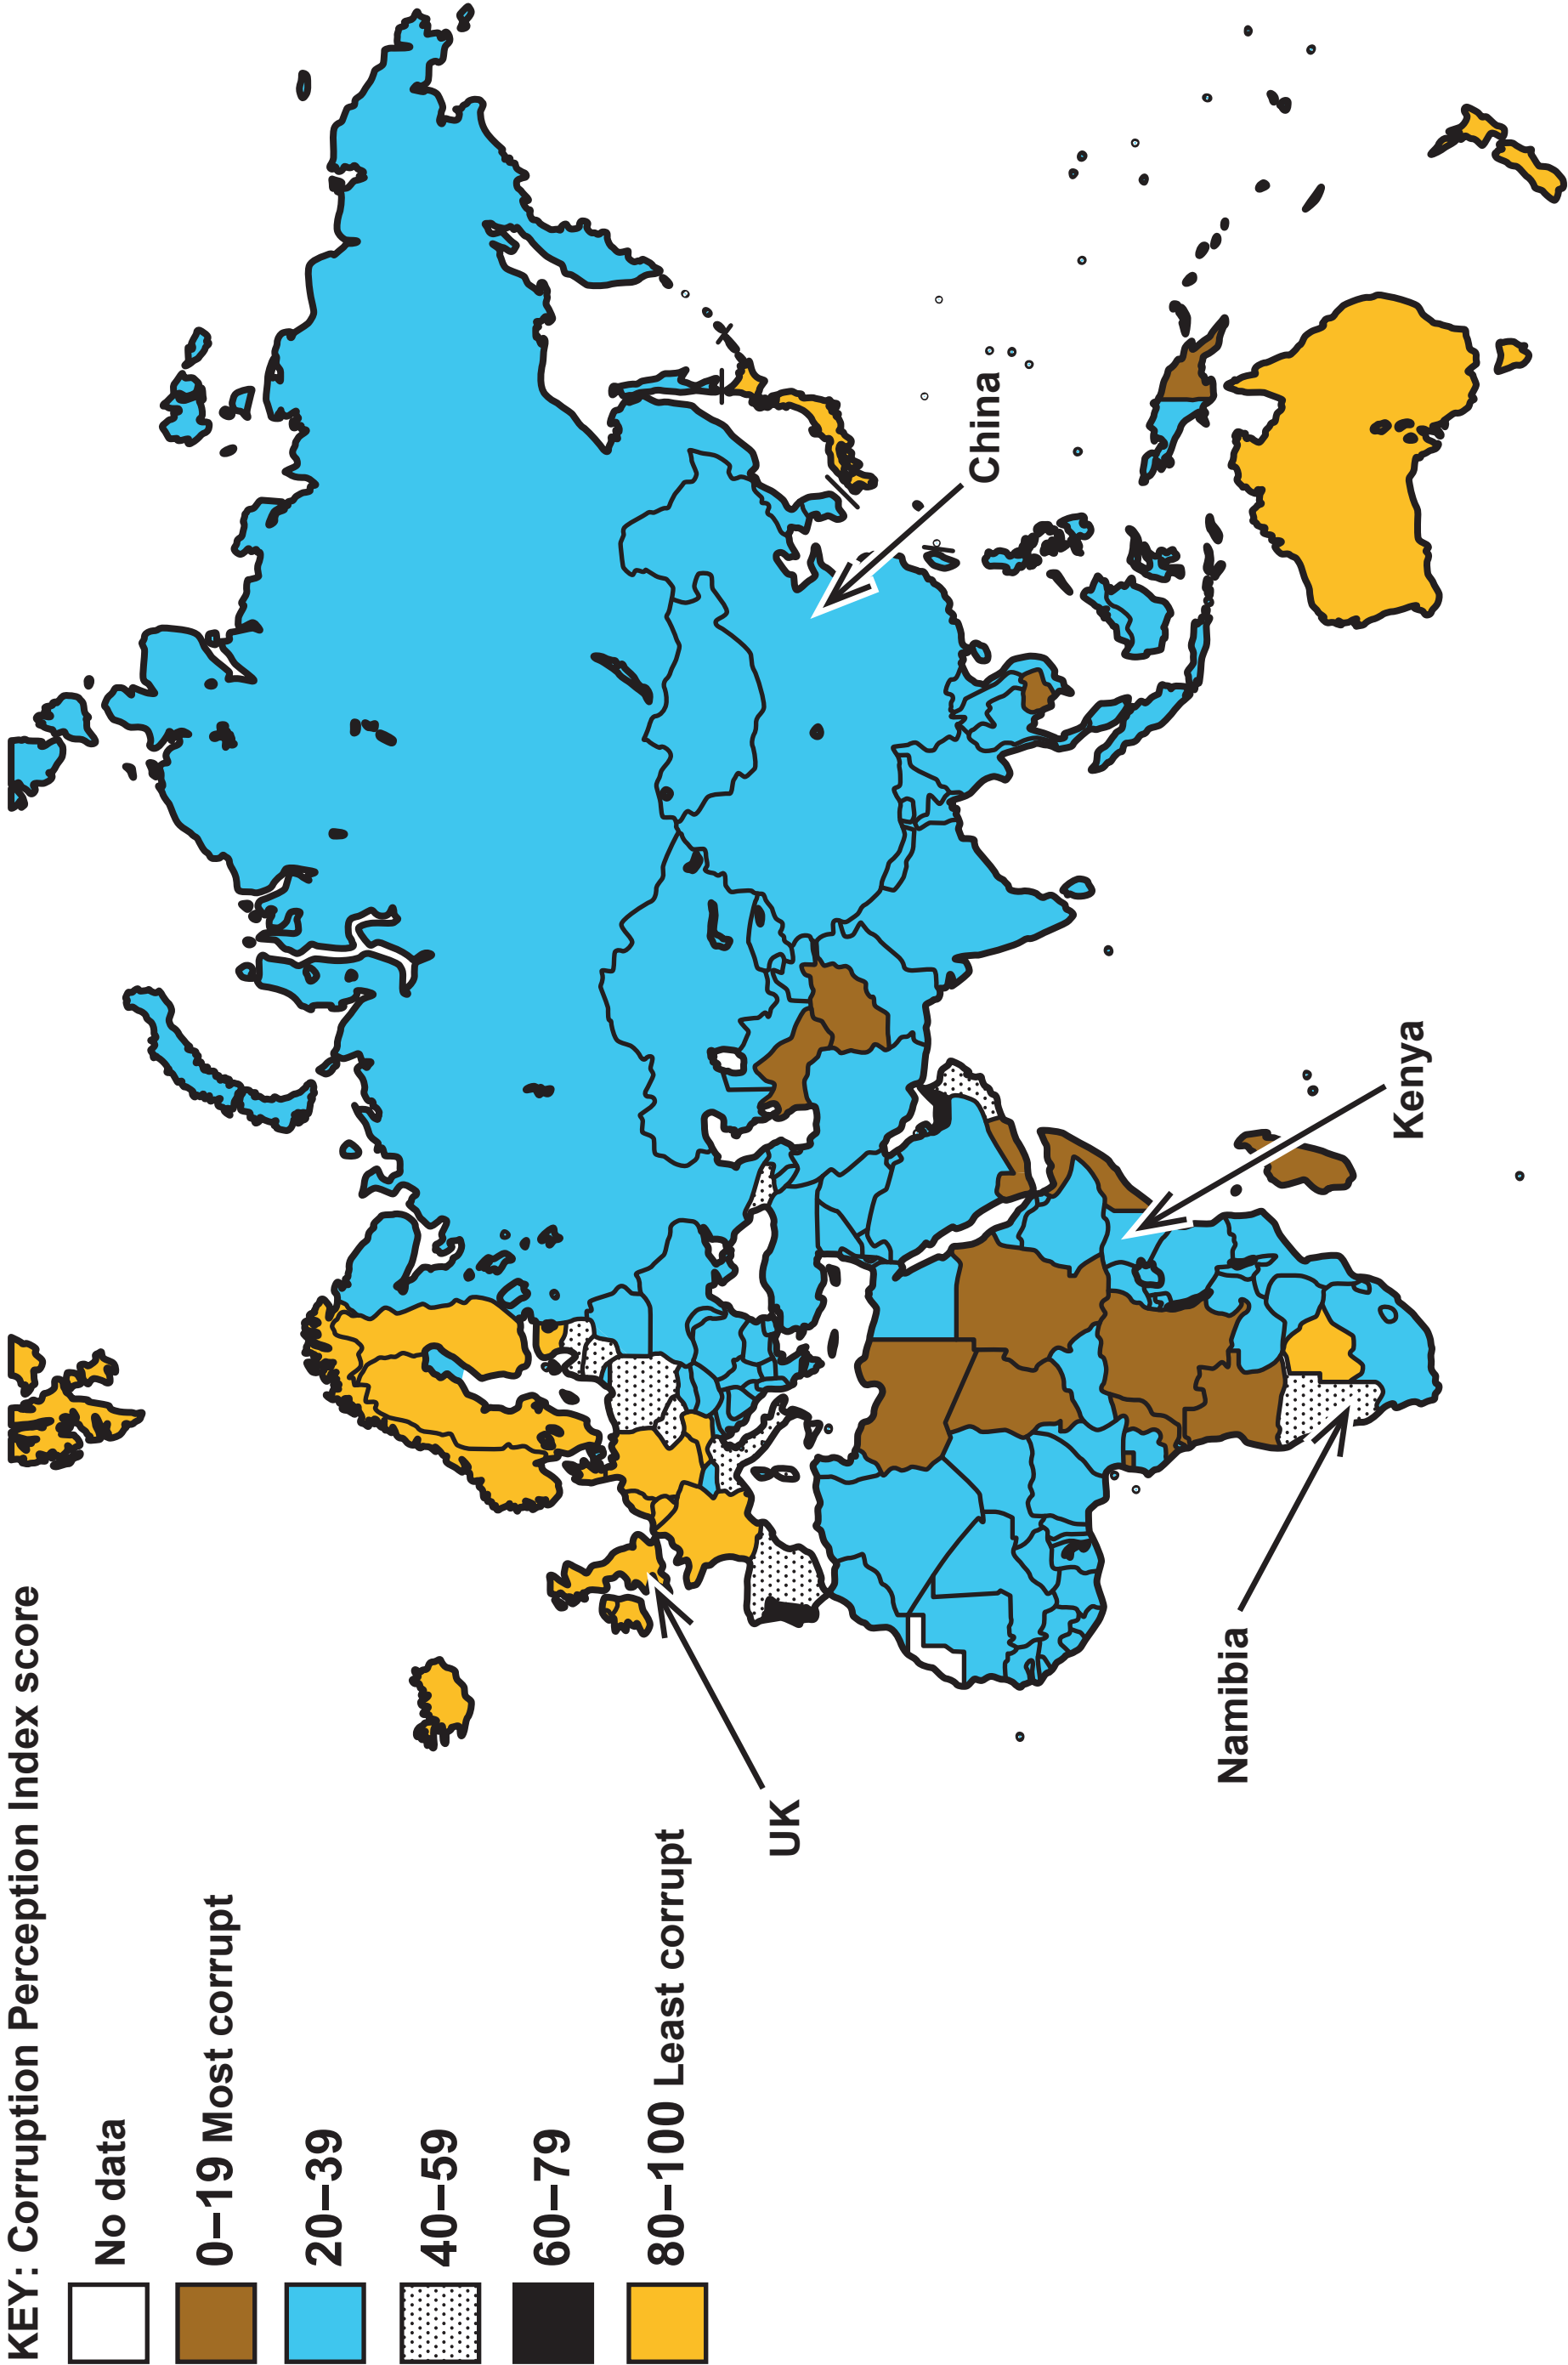 KEY: Corruption Perception Index score
No data
0–19 Most corrupt
20–39
40–59
60–79
80–100 Least corrupt
UK
China
Kenya
Namibia